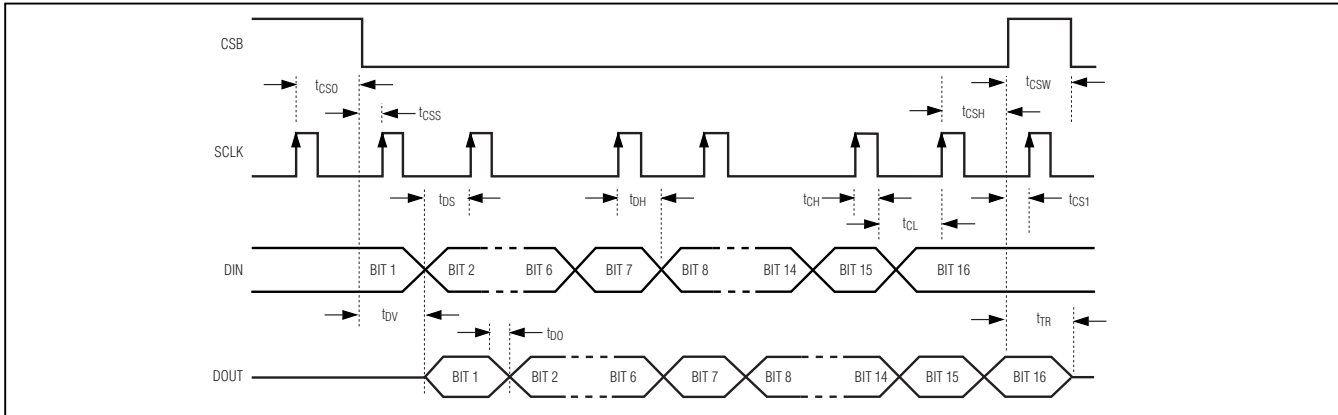 CSB
tCSO
tCSS
tCSH
tCSW
SCLK
tDS
tDH
tCH
tCL
tCS1
DIN
BIT 1
BIT 2
BIT 6
BIT 7
BIT 8
BIT 14
BIT 15
BIT 16
tDV
tDO
tTR
DOUT
BIT 1
BIT 2
BIT 6
BIT 7
BIT 8
BIT 14
BIT 15
BIT 16